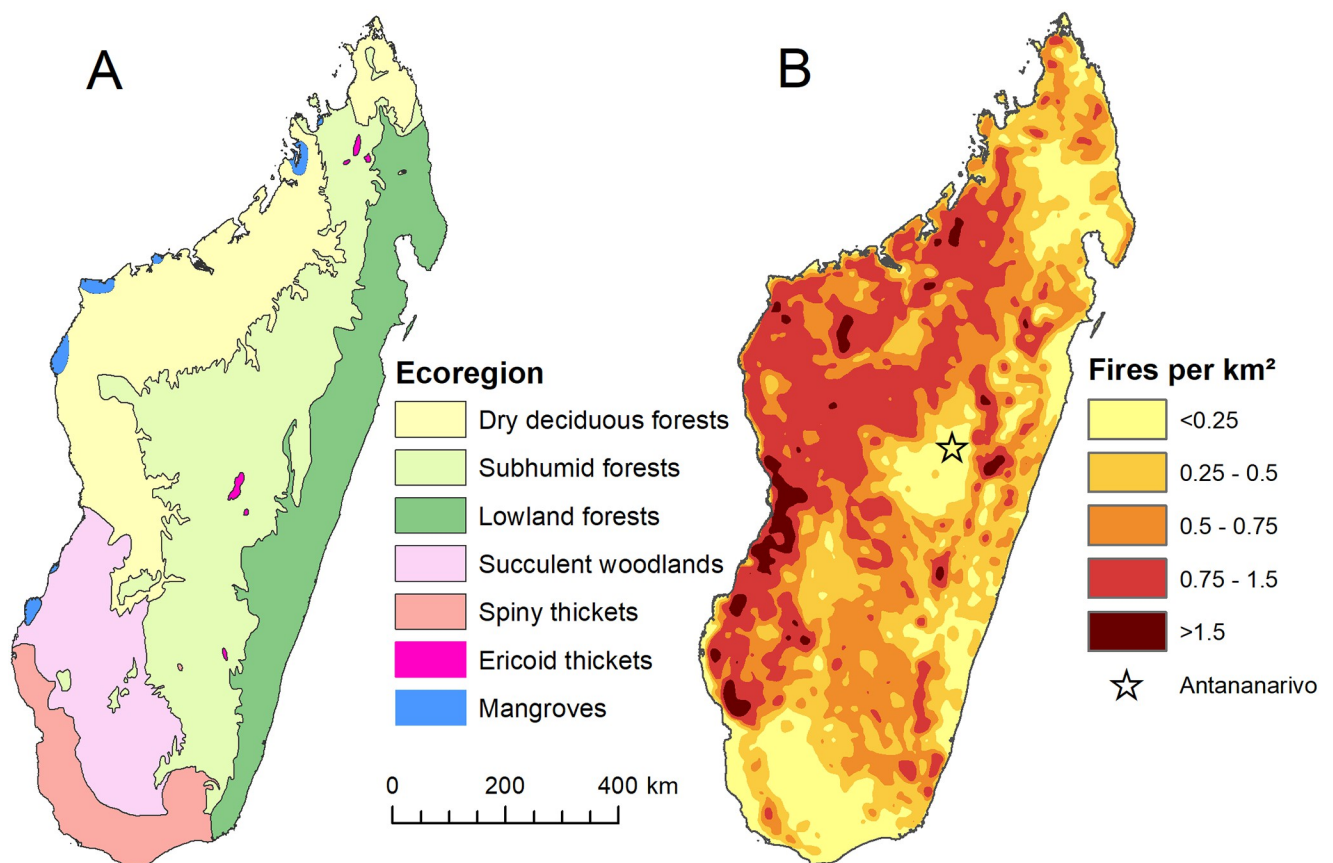 A
B
Ecoregion
Dry deciduous forests
Subhumid forests
Lowland forests
Succulent woodlands
Spiny thickets
Ericoid thickets
Mangroves
0 200 400 km
Fires per km²
<0.25
0.25 - 0.5
0.5 - 0.75
0.75 - 1.5
>1.5
Antananarivo